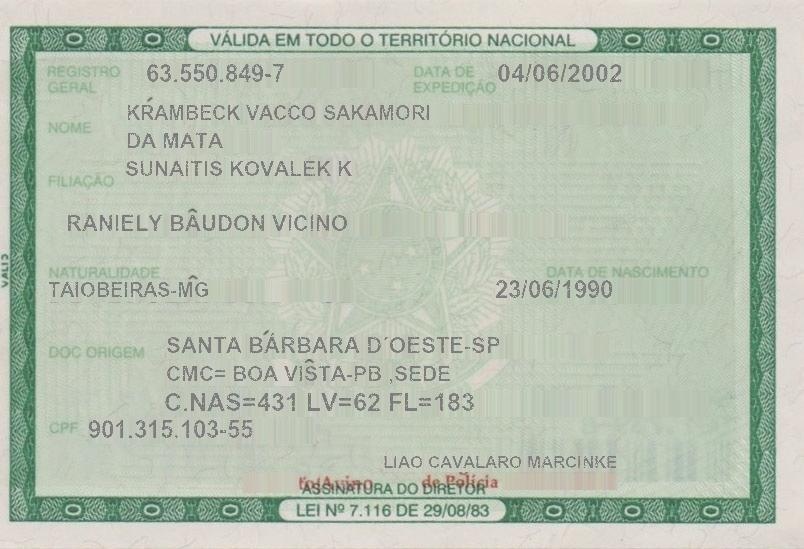 VÁLIDA EM TODO O TERRITÓRIO NACIONAL
REGISTRO GERAL 63.550.849-7 DATA DE EXPEDIÇÃO 04/06/2002
NOME KŔAMBECK VACCO SAKAMORI
DA MATA
FILIAÇÃO SUNAITIS KOVALEK K
RANIELY BÂUDON VICINO
NATURALIDADE DATA DE NASCIMENTO
TAIOBEIRAS-MĜ 23/06/1990
DOC ORIGEM SANTA BÁRBARA D´OESTE-SP
CMC= BOA VIŜTA-PB ,SEDE
C.NAS=431 LV=62 FL=183
CPF 901.315.103-55
LIAO CAVALARO MARCINKE
de Polícia
ASSINATURA DO DIRETOR
LEI Nº 7.116 DE 29/08/83